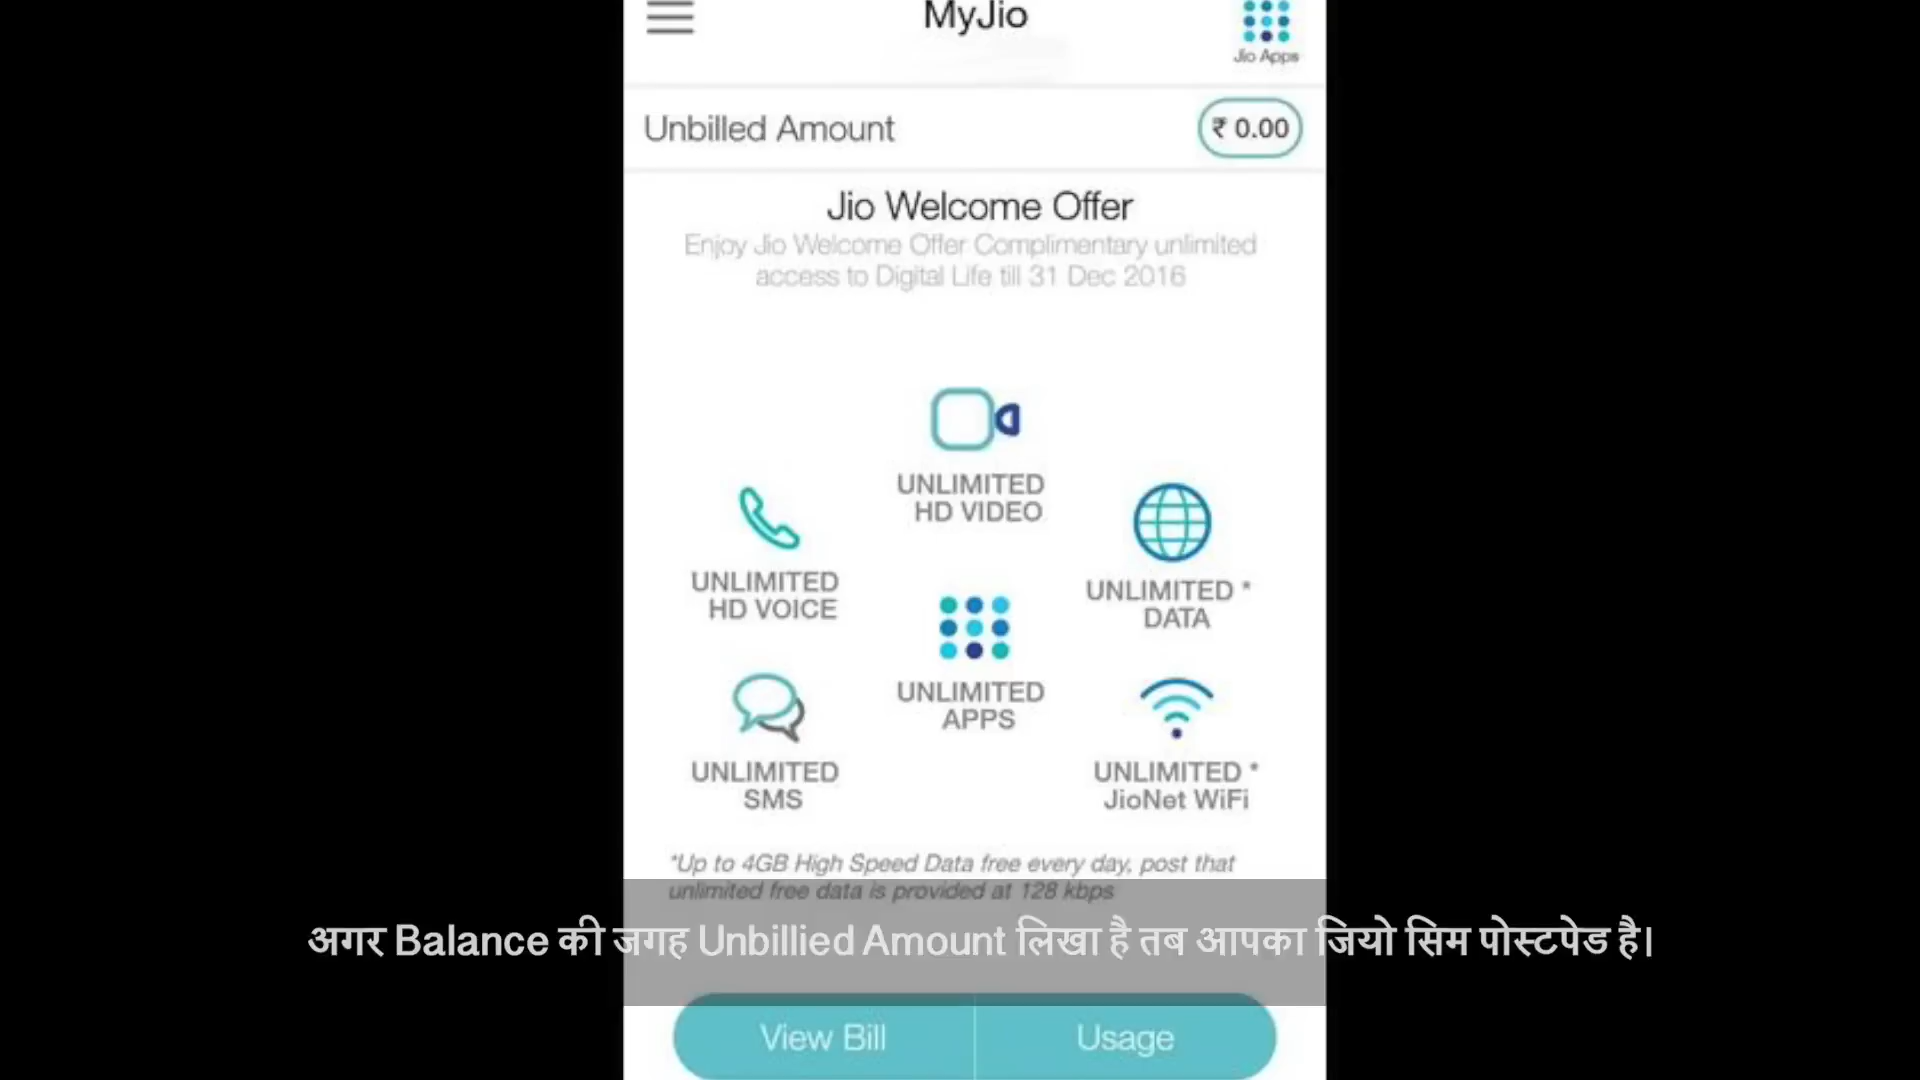 MyJio
Jio Apps
Unbilled Amount
₹ 0.00
Jio Welcome Offer
Enjoy Jio Welcome Offer Complimentary unlimited
access to Digital Life till 31 Dec 2016
UNLIMITED
HD VIDEO
UNLIMITED
HD VOICE
UNLIMITED *
DATA
UNLIMITED
APPS
UNLIMITED
SMS
UNLIMITED *
JioNet WiFi
*Up to 4GB High Speed Data free every day, post that
unlimited free data is provided at 128 kbps
अगर Balance की जगह Unbillied Amount लिखा है तब आपका जियो सिम पोस्टपेड है।
View Bill
Usage